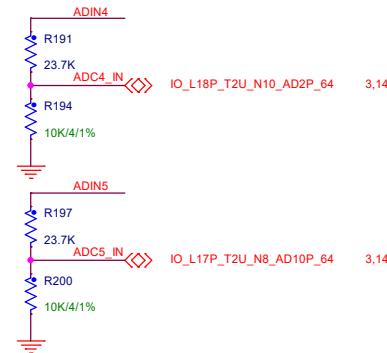 ADIN4
R191
23.7K
ADC4_IN IO_L18P_T2U_N10_AD2P_64 3,14
R194
10K/4/1%
ADIN5
R197
23.7K
ADC5_IN IO_L17P_T2U_N8_AD10P_64 3,14
R200
10K/4/1%